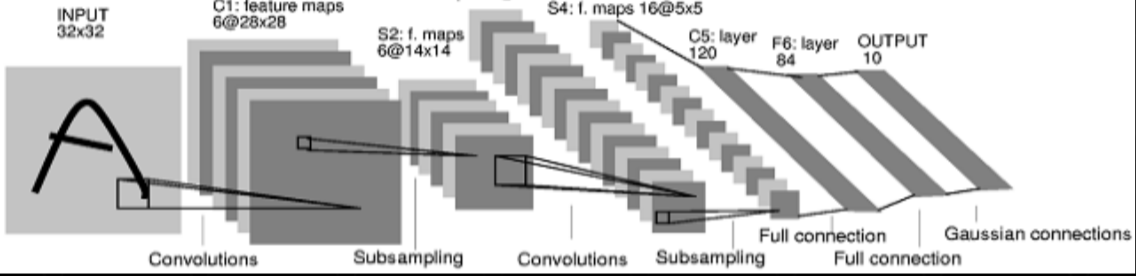 INPUT
32x32
C1: feature maps
6@28x28
S2: f. maps
6@14x14
S4: f. maps 16@5x5
C5: layer
120
F6: layer
84
OUTPUT
10
Convolutions
Subsampling
Convolutions
Subsampling
Full connection
Full connection
Gaussian connections